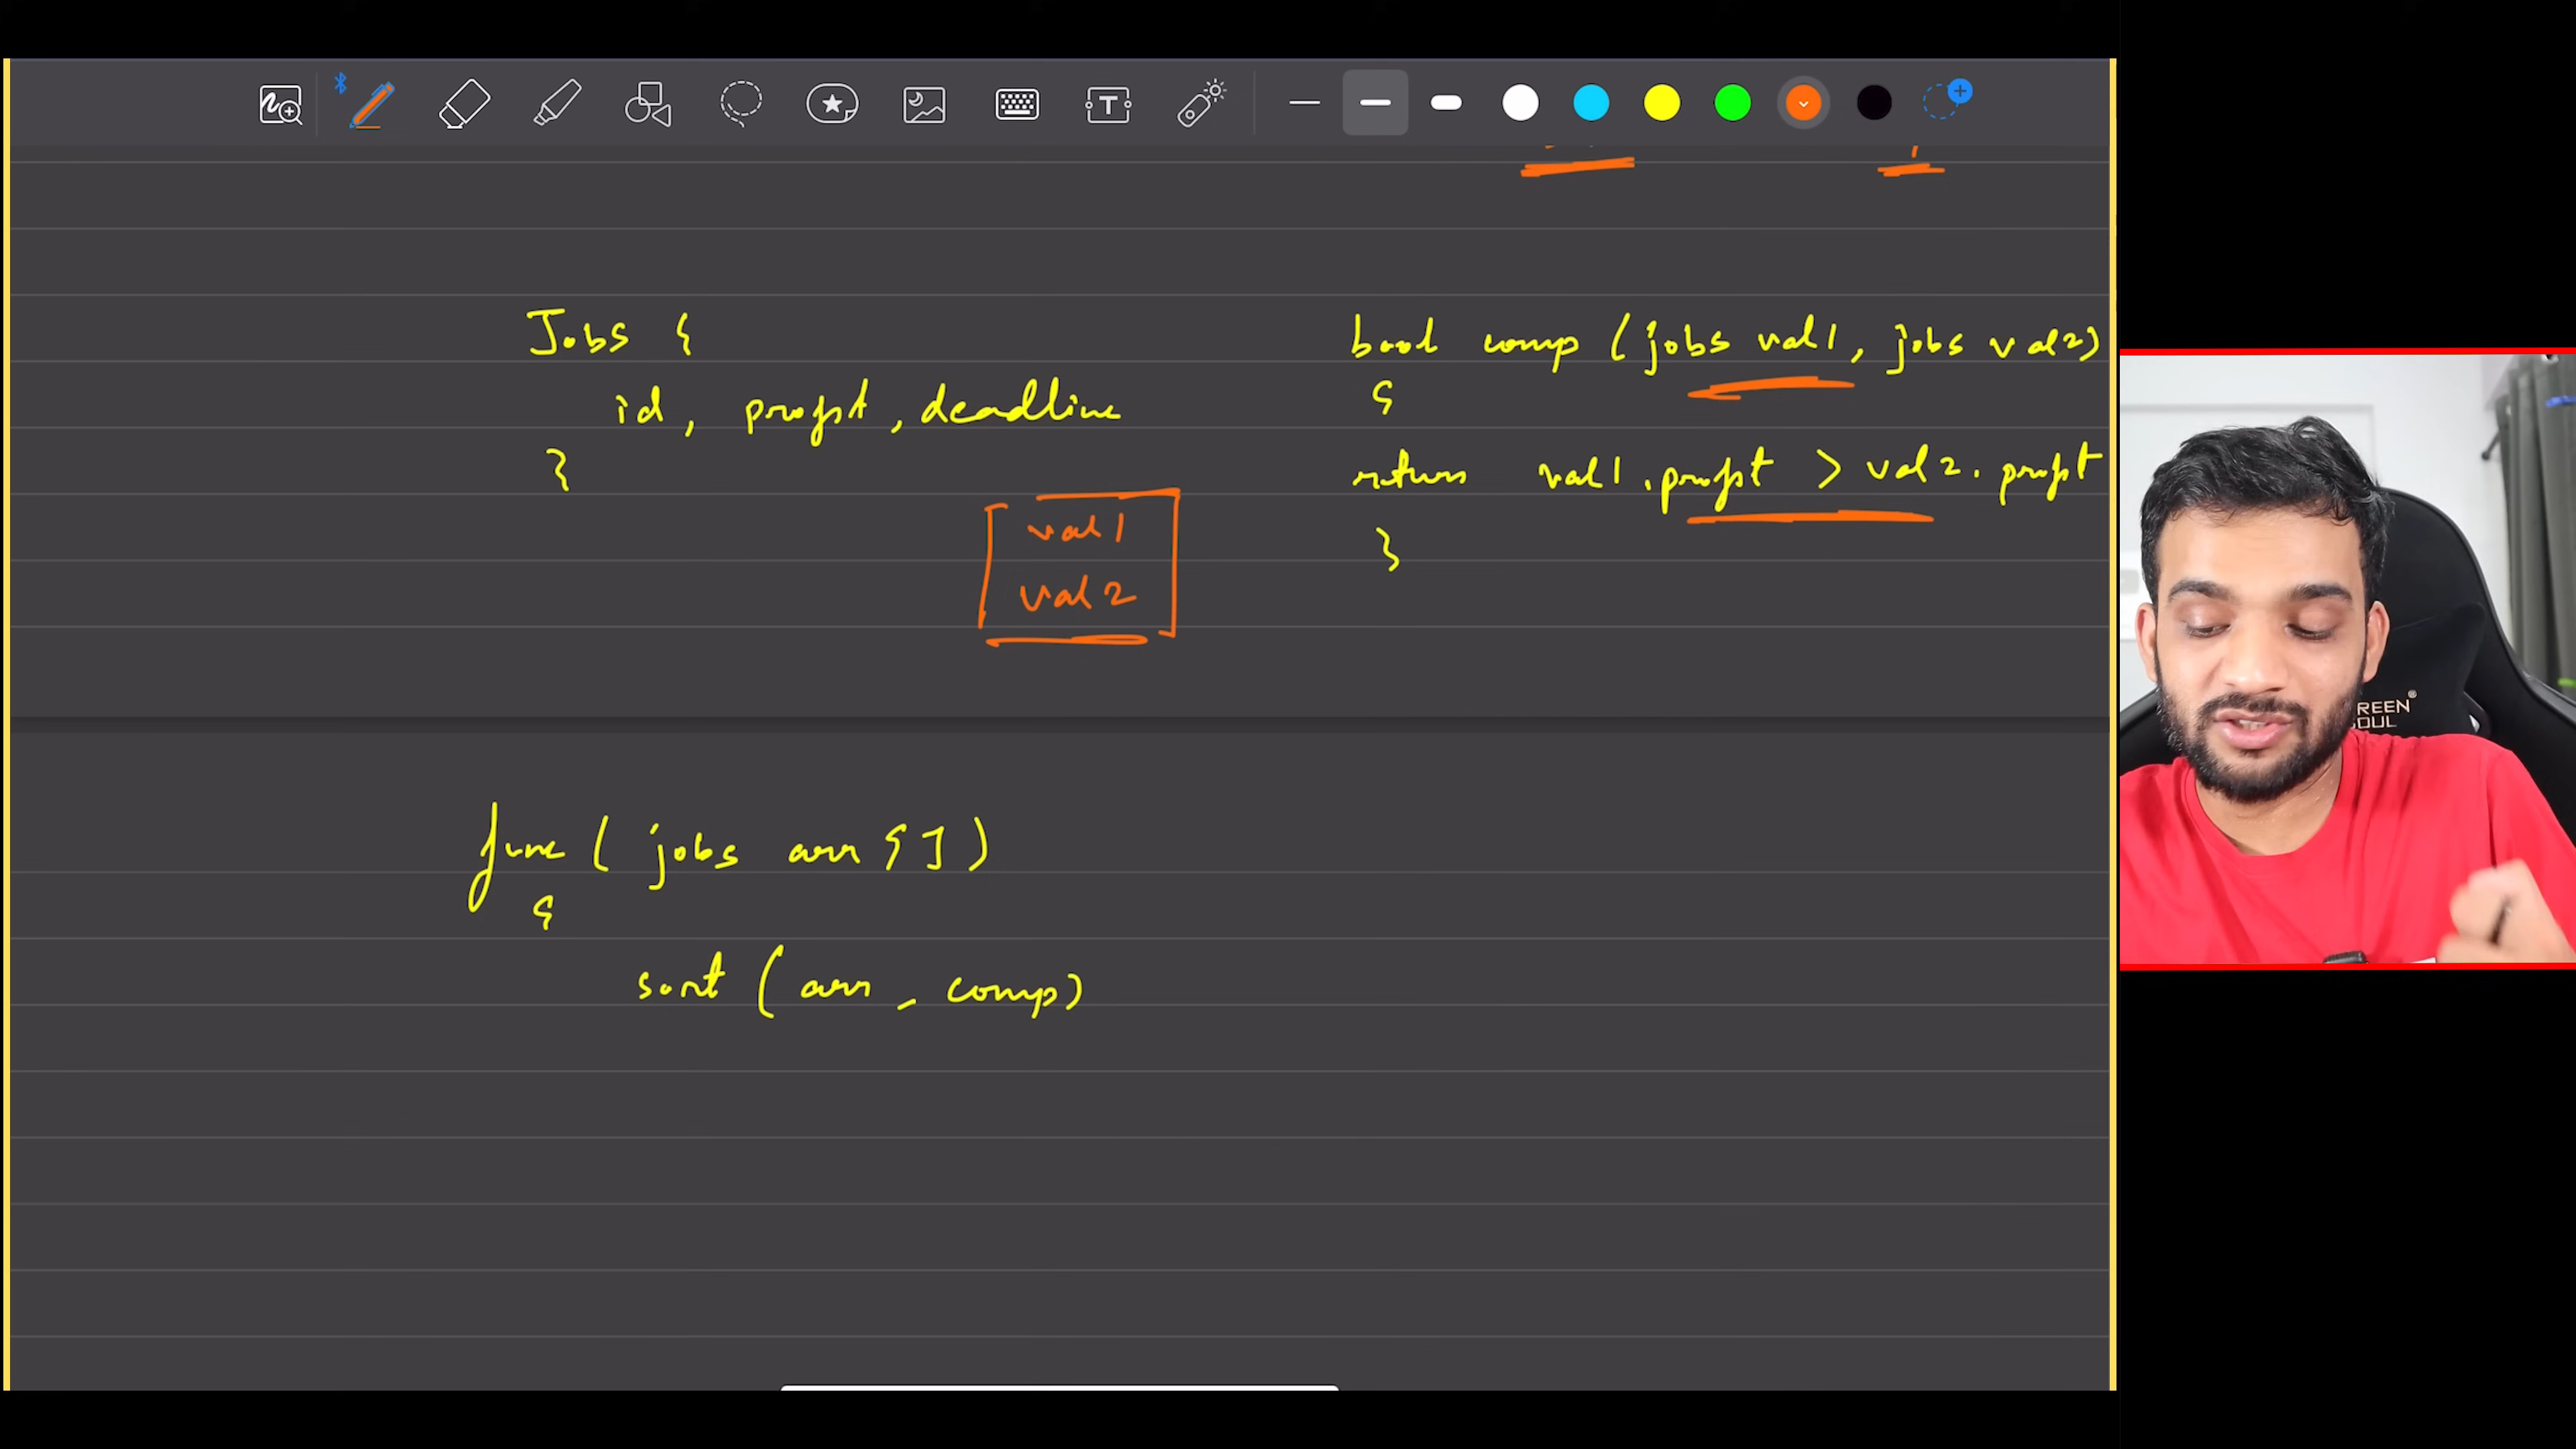 Jobs {
id, profit, deadline
}
val1
val2
bool comp (jobs val1, jobs val2)
{
return val1.profit > val2.profit
}
func ( jobs arr [ ] )
{
sort ( arr, comp)
T
REEN
OUL